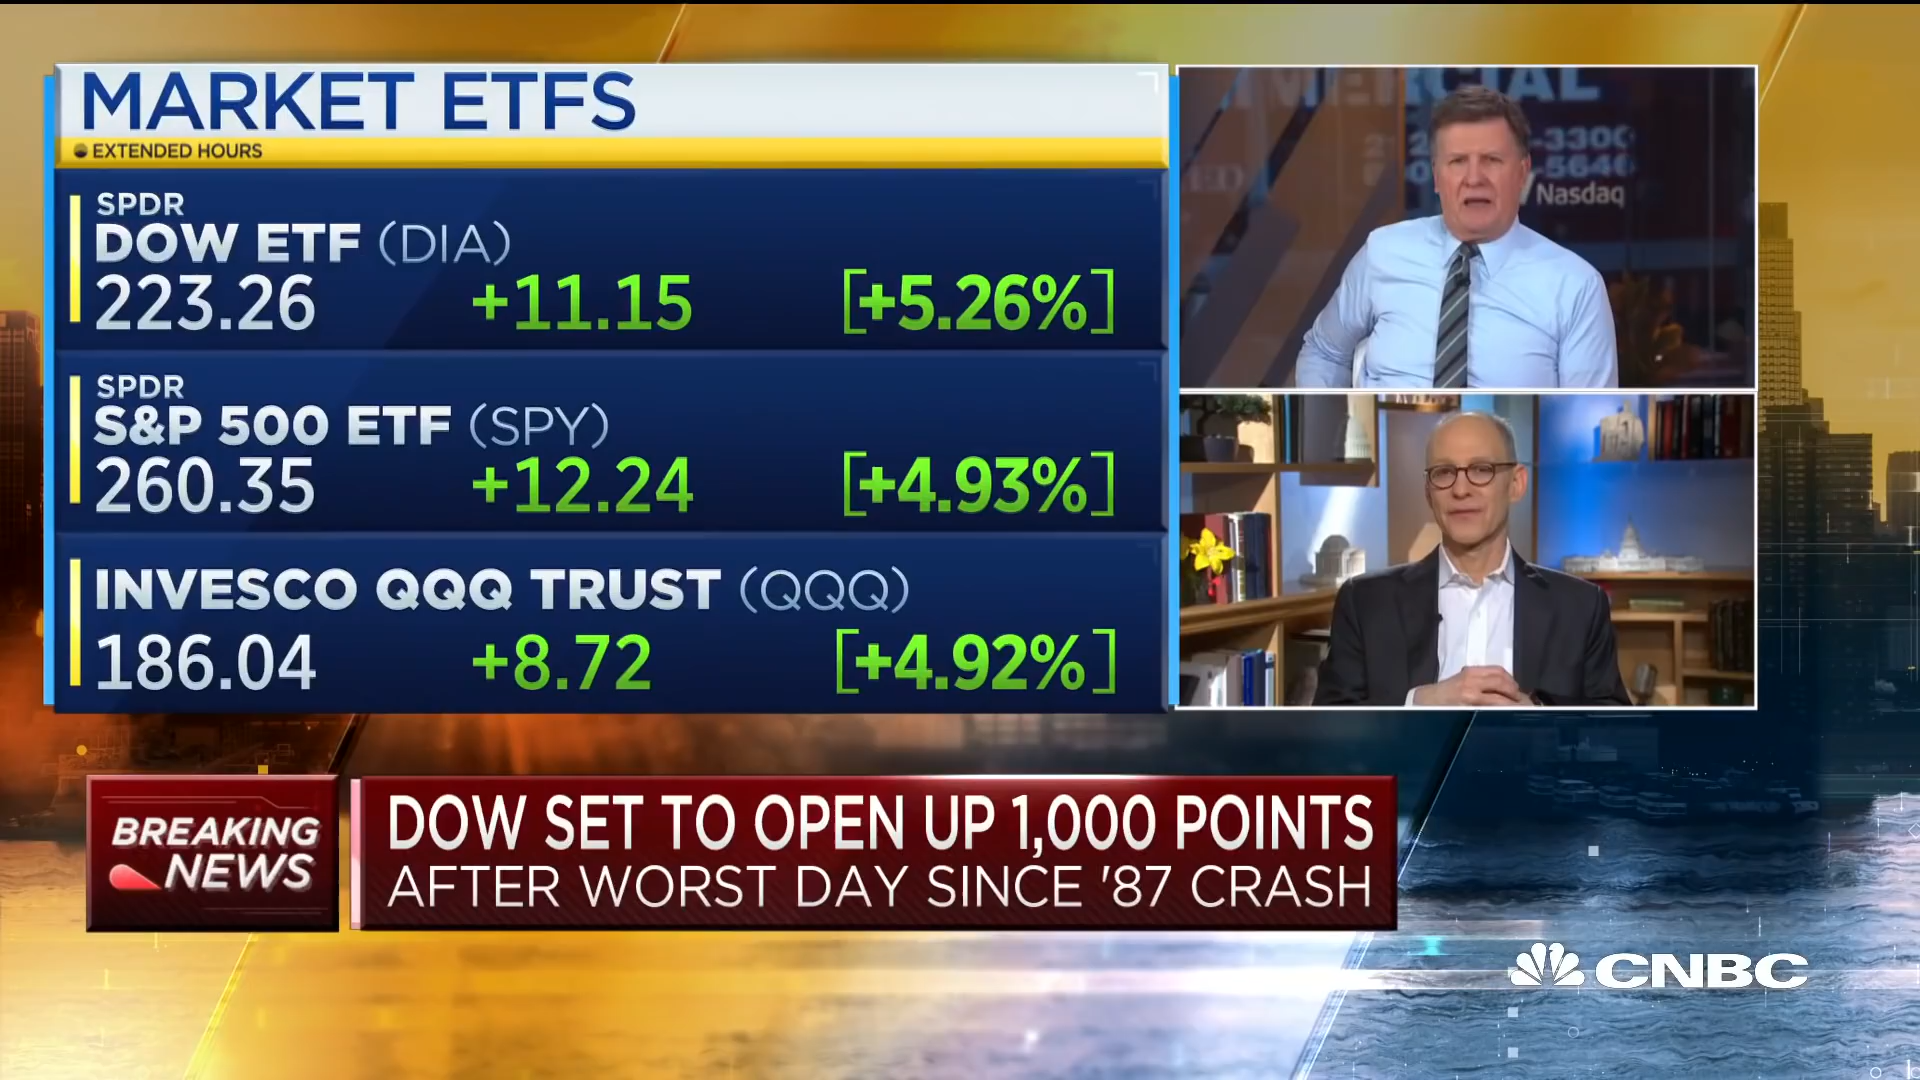 MARKET ETFS
EXTENDED HOURS
SPDR
DOW ETF (DIA)
223.26 +11.15 [+5.26%]
SPDR
S&P 500 ETF (SPY)
260.35 +12.24 [+4.93%]
INVESCO QQQ TRUST (QQQ)
186.04 +8.72 [+4.92%]
Nasdaq
BREAKING
NEWS
DOW SET TO OPEN UP 1,000 POINTS
AFTER WORST DAY SINCE '87 CRASH
CNBC